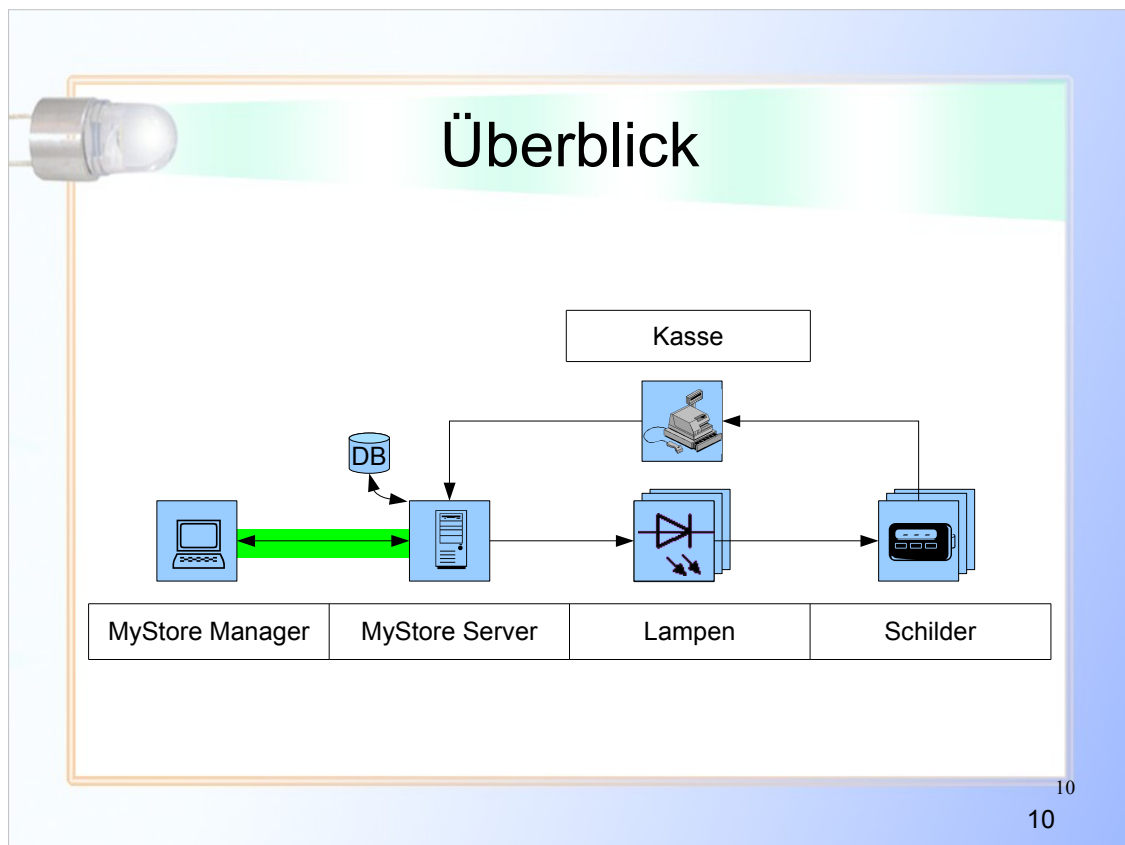 Überblick
Kasse
DB
MyStore Manager
MyStore Server
Lampen
Schilder
10
10